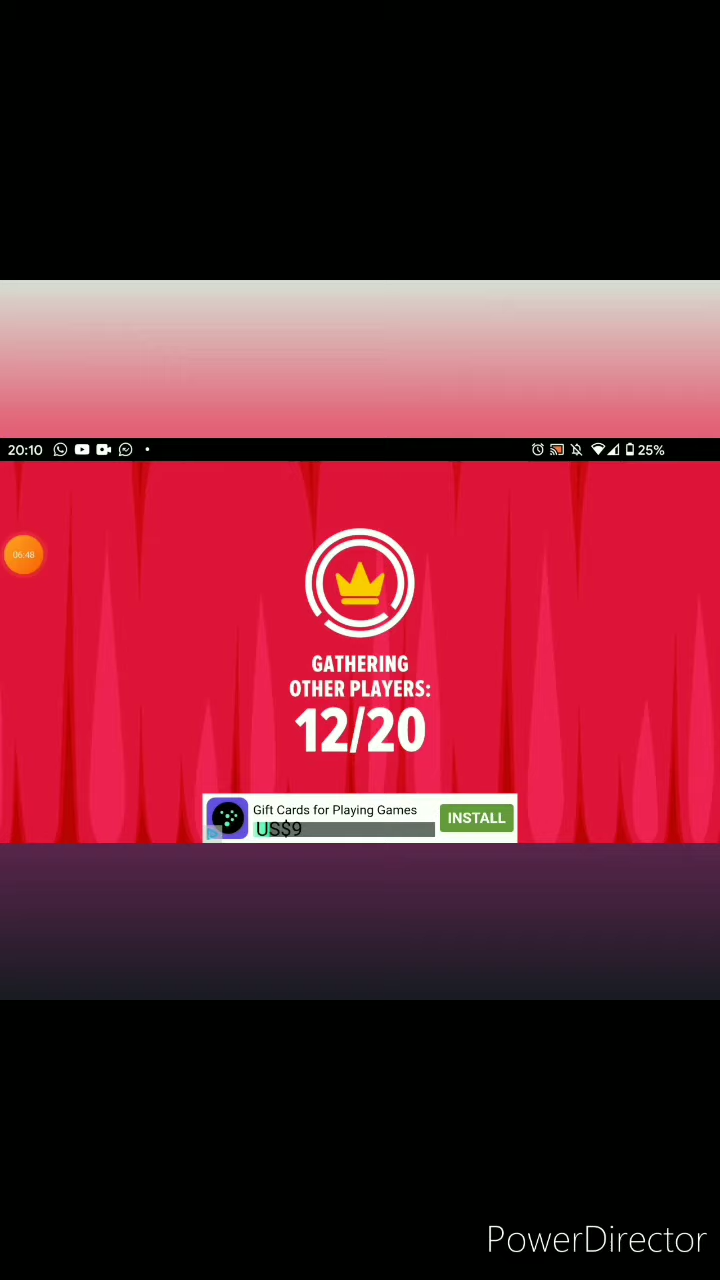 20:10
25%
06:48
GATHERING
OTHER PLAYERS:
12/20
Gift Cards for Playing Games
US$9
INSTALL
PowerDirector